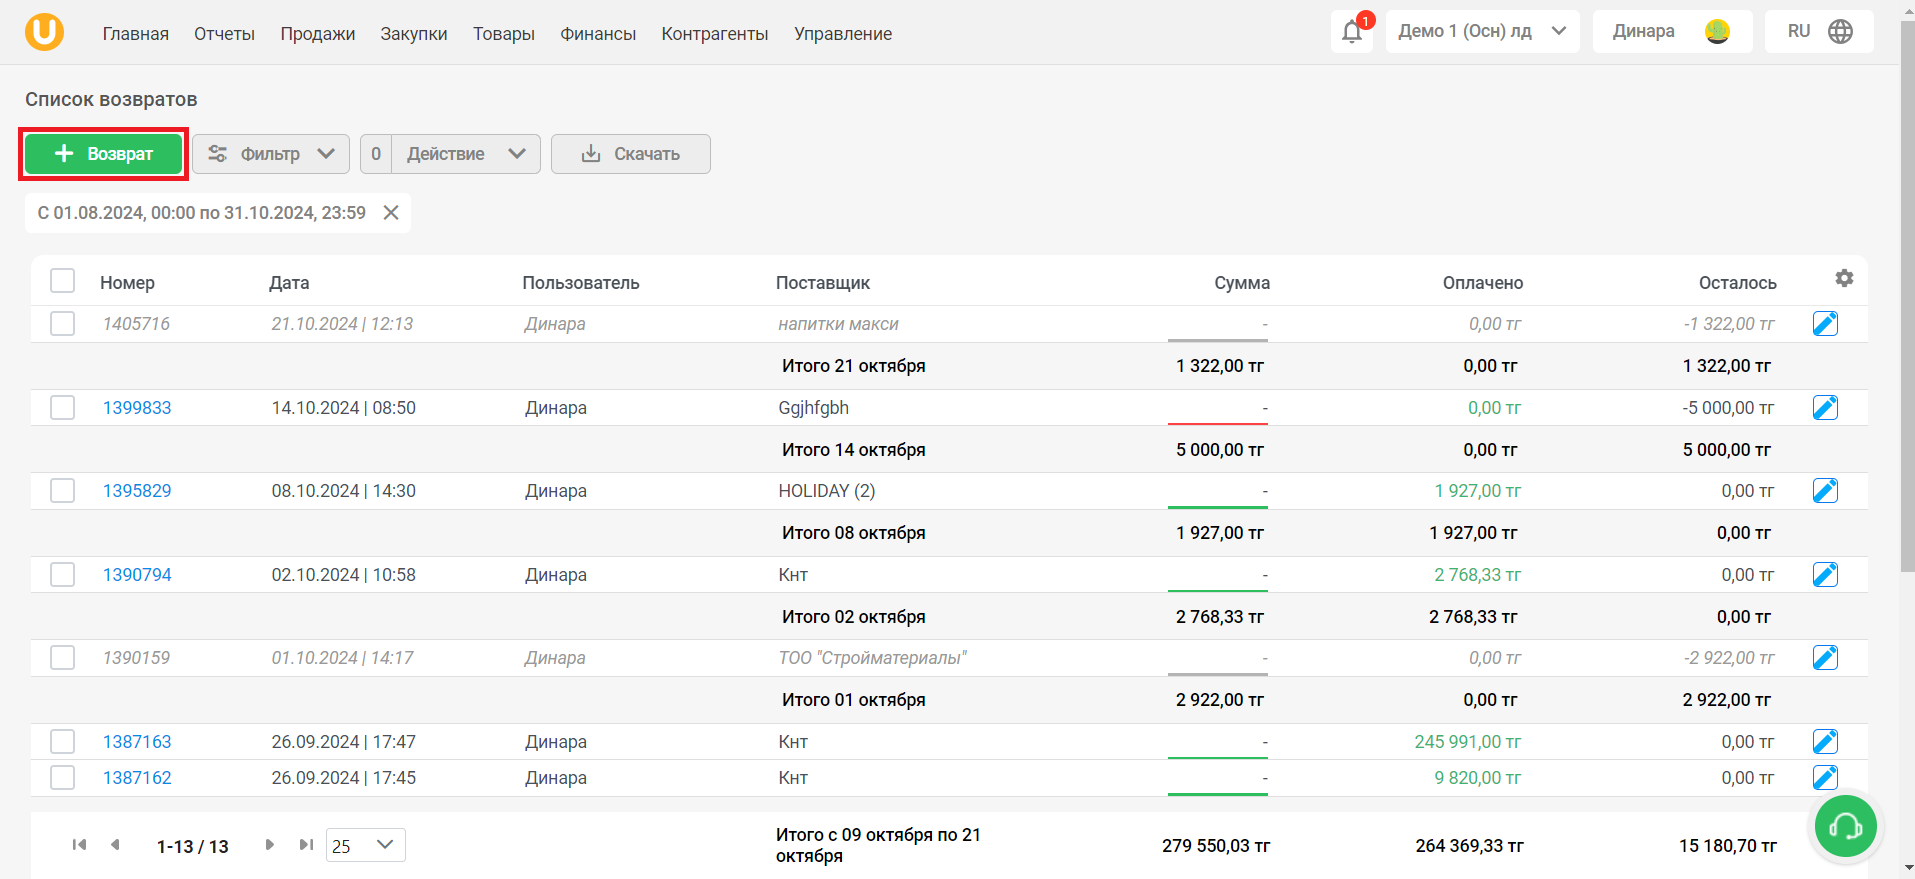 U Главная Отчеты Продажи Закупки Товары Финансы Контрагенты Управление 1 Демо 1 (Осн) лд Динара RU
Список возвратов
+ Возврат Фильтр 0 Действие Скачать
С 01.08.2024, 00:00 по 31.10.2024, 23:59
Номер Дата Пользователь Поставщик Сумма Оплачено Осталось
1405716 21.10.2024 | 12:13 Динара напитки макси - 0,00 тг -1 322,00 тг
Итого 21 октября 1 322,00 тг 0,00 тг 1 322,00 тг
1399833 14.10.2024 | 08:50 Динара Ggjhfgbh - 0,00 тг -5 000,00 тг
Итого 14 октября 5 000,00 тг 0,00 тг 5 000,00 тг
1395829 08.10.2024 | 14:30 Динара HOLIDAY (2) - 1 927,00 тг 0,00 тг
Итого 08 октября 1 927,00 тг 1 927,00 тг 0,00 тг
1390794 02.10.2024 | 10:58 Динара Кнт - 2 768,33 тг 0,00 тг
Итого 02 октября 2 768,33 тг 2 768,33 тг 0,00 тг
1390159 01.10.2024 | 14:17 Динара ТОО "Стройматериалы" - 0,00 тг -2 922,00 тг
Итого 01 октября 2 922,00 тг 0,00 тг 2 922,00 тг
1387163 26.09.2024 | 17:47 Динара Кнт - 245 991,00 тг 0,00 тг
1387162 26.09.2024 | 17:45 Динара Кнт - 9 820,00 тг 0,00 тг
1-13 / 13 25 Итого с 09 октября по 21
октября 279 550,03 тг 264 369,33 тг 15 180,70 тг